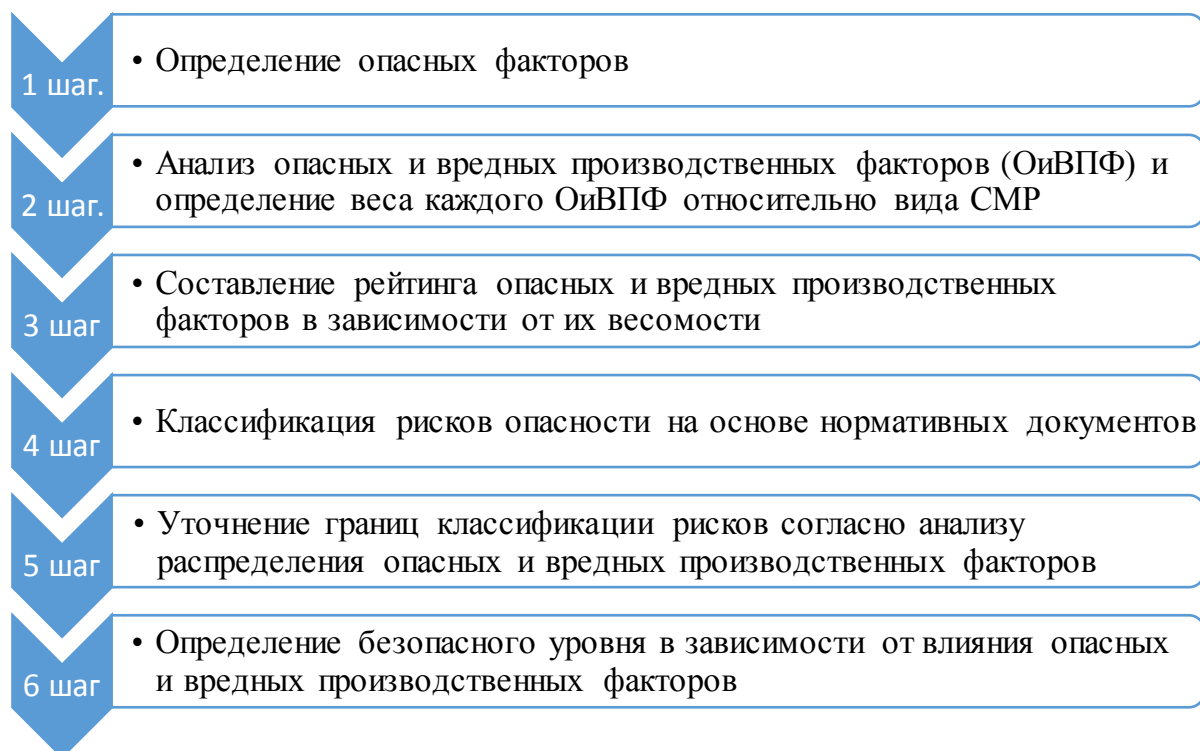 1 шаг.
• Определение опасных факторов
2 шаг.
• Анализ опасных и вредных производственных факторов (ОиВПФ) и
определение веса каждого ОиВПФ относительно вида СМР
3 шаг
• Составление рейтинга опасных и вредных производственных
факторов в зависимости от их весомости
4 шаг
• Классификация рисков опасности на основе нормативных документов
5 шаг
• Уточнение границ классификации рисков согласно анализу
распределения опасных и вредных производственных факторов
6 шаг
• Определение безопасного уровня в зависимости от влияния опасных
и вредных производственных факторов